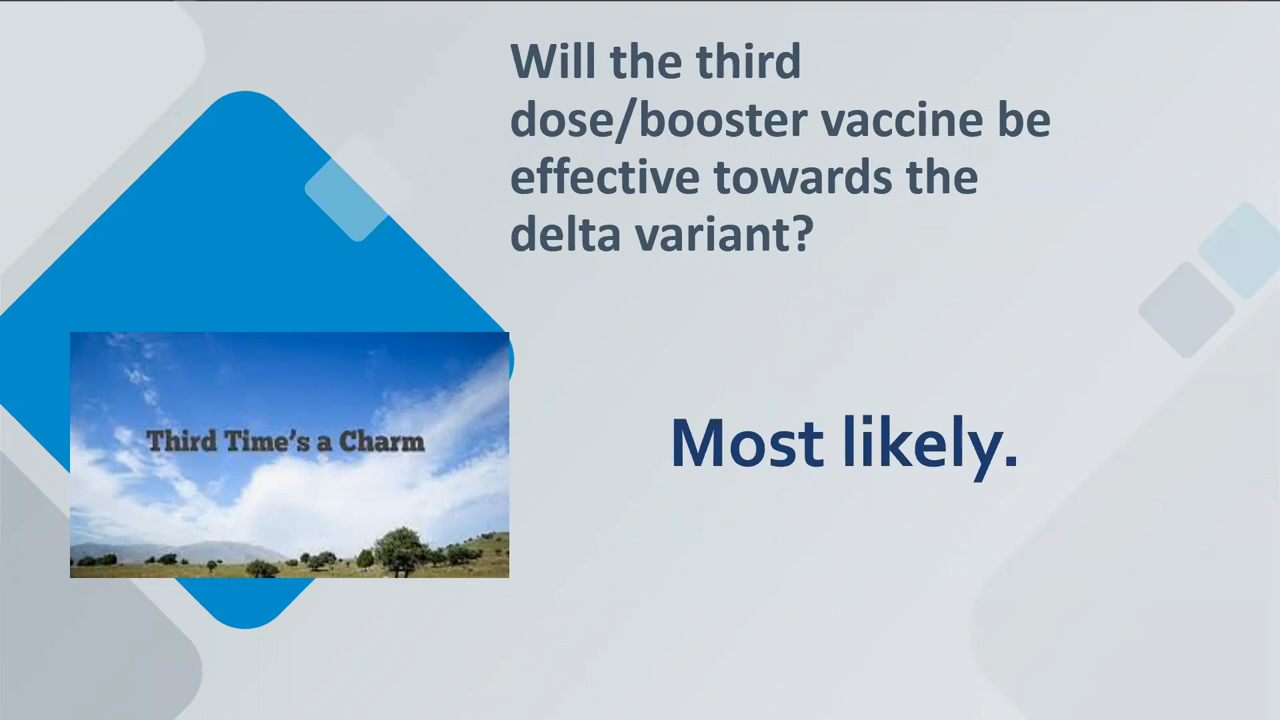 Will the third
dose/booster vaccine be
effective towards the
delta variant?
Third Time's a Charm
Most likely.